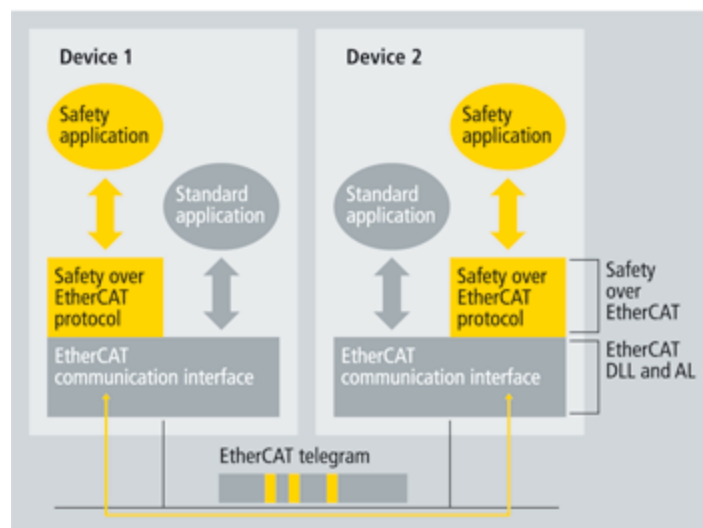 Device 1
Safety
application
Standard
application
Safety over
EtherCAT
protocol
EtherCAT
communication interface
Device 2
Safety
application
Standard
application
Safety over
EtherCAT
protocol
EtherCAT
communication interface
Safety
over
EtherCAT
EtherCAT
DLL and AL
EtherCAT telegram